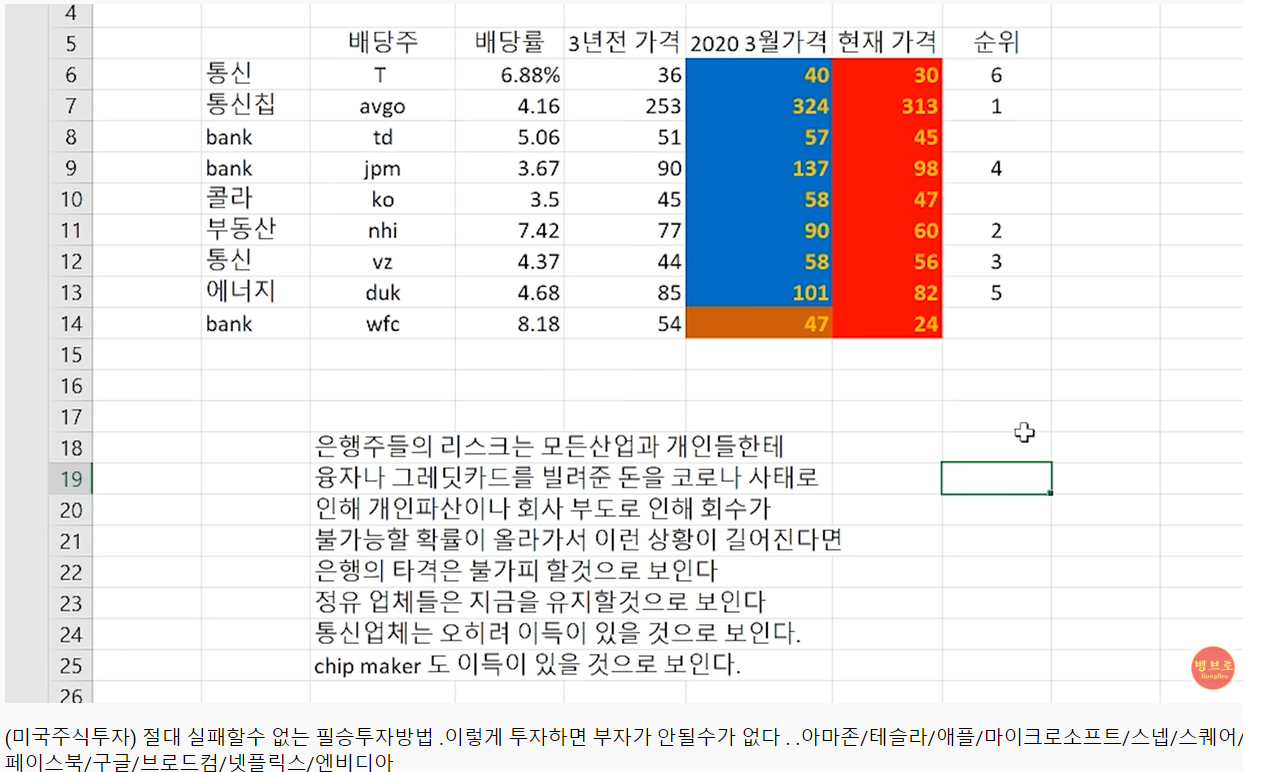 4
5 배당주 배당률 3년전 가격 2020 3월가격 현재 가격 순위
6 통신 T 6.88% 36 40 30 6
7 통신칩 avgo 4.16 253 324 313 1
8 bank td 5.06 51 57 45
9 bank jpm 3.67 90 137 98 4
10 콜라 ko 3.5 45 58 47
11 부동산 nhi 7.42 77 90 60 2
12 통신 vz 4.37 44 58 56 3
13 에너지 duk 4.68 85 101 82 5
14 bank wfc 8.18 54 47 24
15
16
17
18 은행주들의 리스크는 모든산업과 개인들한테
19 융자나 그레딧카드를 빌려준 돈을 코로나 사태로
20 인해 개인파산이나 회사 부도로 인해 회수가
21 불가능할 확률이 올라가서 이런 상황이 길어진다면
22 은행의 타격은 불가피 할것으로 보인다
23 정유 업체들은 지금을 유지할것으로 보인다
24 통신업체는 오히려 이득이 있을 것으로 보인다.
25 chip maker 도 이득이 있을 것으로 보인다.
26
뱅브로
BangBro
(미국주식투자) 절대 실패할수 없는 필승투자방법 .이렇게 투자하면 부자가 안될수가 없다 . .아마존/테슬라/애플/마이크로소프트/스넵/스퀘어/
페이스북/구글/브로드컴/넷플릭스/엔비디아